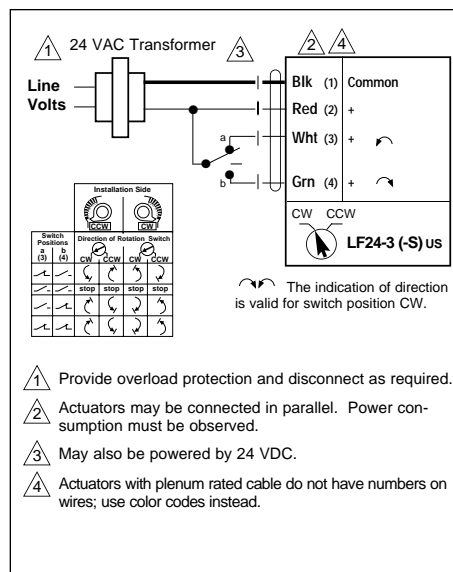 1 24 VAC Transformer 3 2 4
Line
Volts
Blk (1) Common
Red (2) +
a Wht (3) +
b Grn (4) +
CW CCW
LF24-3 (-S) US
Installation Side
CCW CW
Switch Positions Direction of Rotation Switch
a b
(3) (4) CW CCW CW CCW
stop stop stop stop
The indication of direction
is valid for switch position CW.
1 Provide overload protection and disconnect as required.
2 Actuators may be connected in parallel. Power con-
sumption must be observed.
3 May also be powered by 24 VDC.
4 Actuators with plenum rated cable do not have numbers on
wires; use color codes instead.